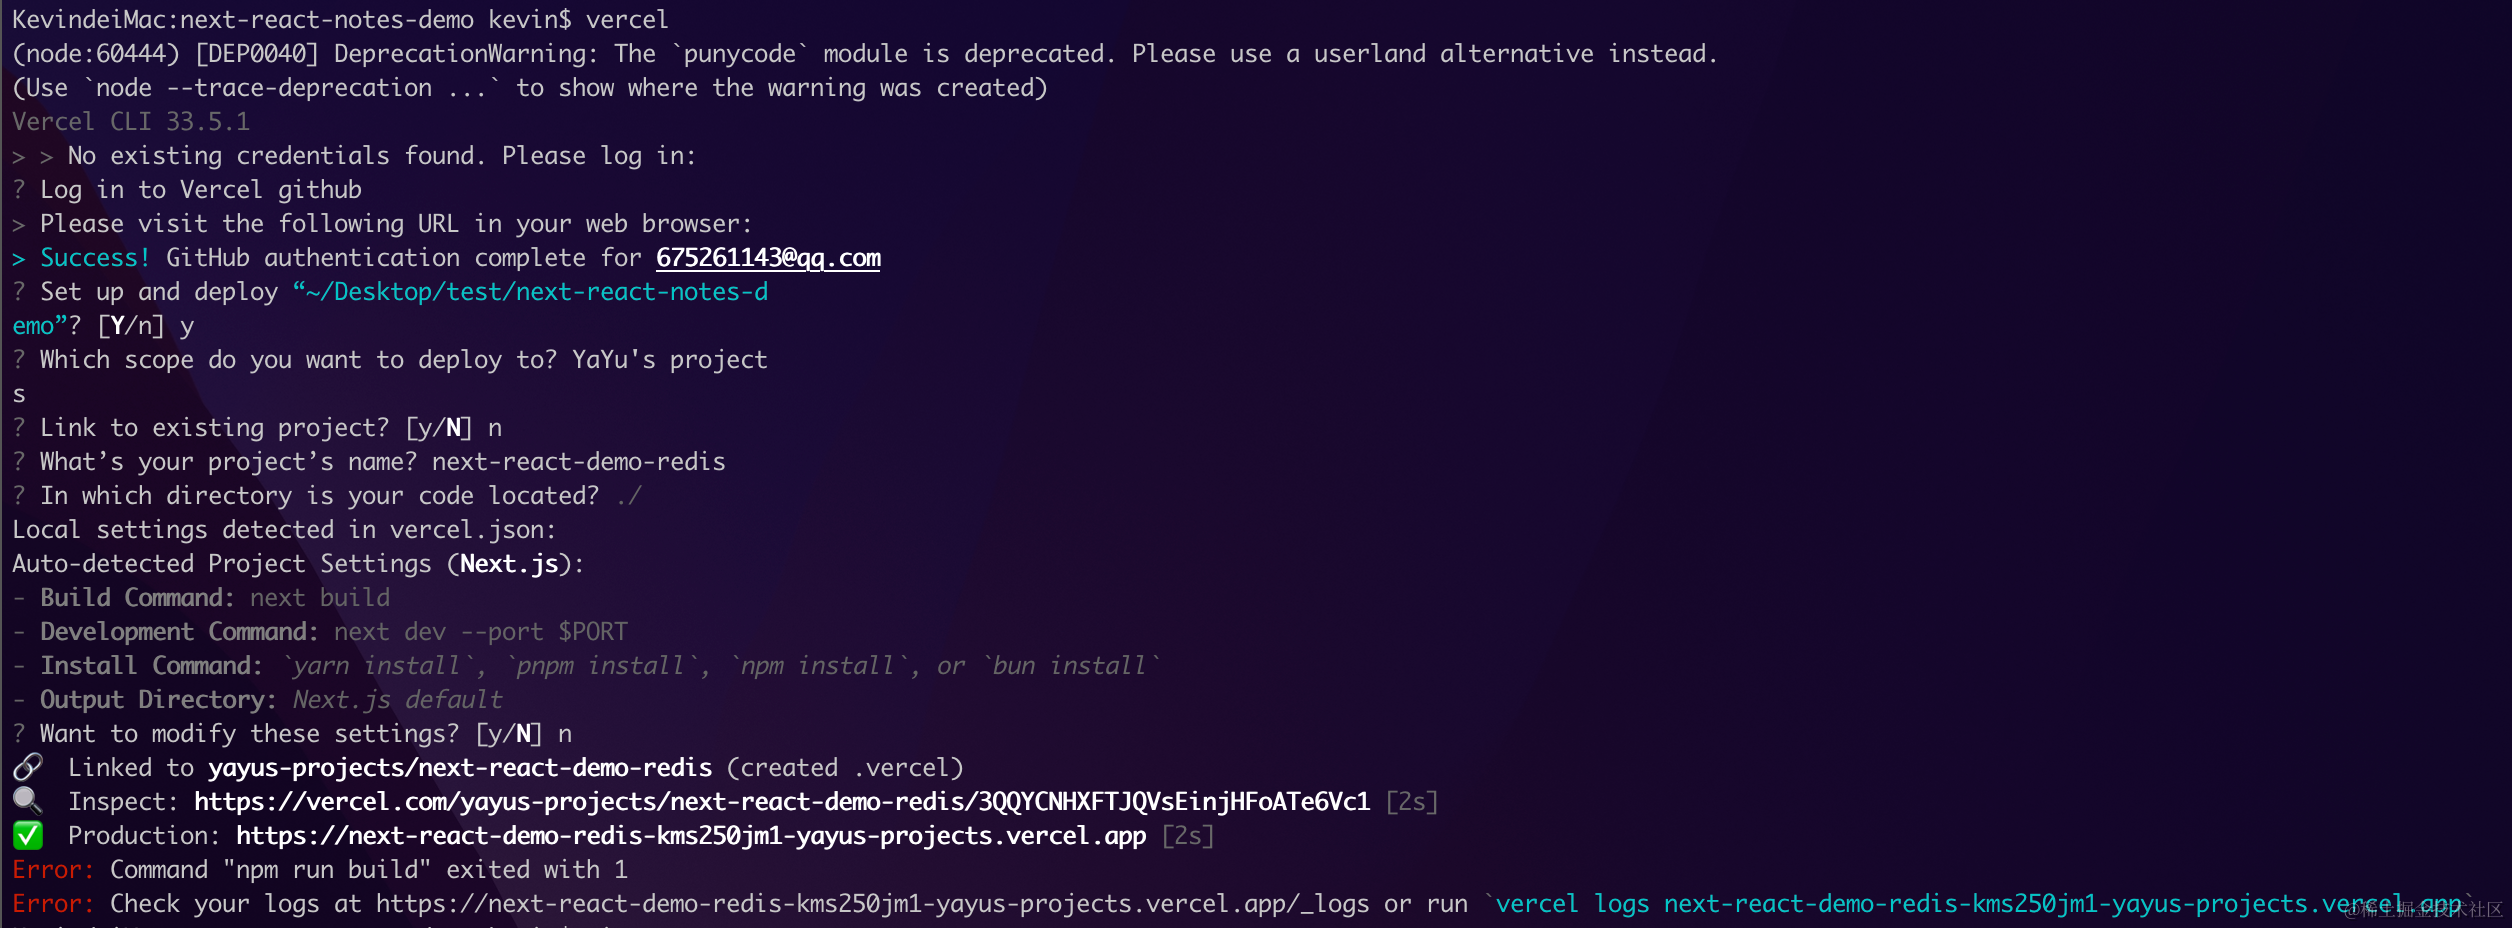 KevindeiMac:next-react-notes-demo kevin$ vercel
(node:60444) [DEP0040] DeprecationWarning: The `punycode` module is deprecated. Please use a userland alternative instead.
(Use `node --trace-deprecation ...` to show where the warning was created)
Vercel CLI 33.5.1
> > No existing credentials found. Please log in:
? Log in to Vercel github
> Please visit the following URL in your web browser:
> Success! GitHub authentication complete for 675261143@qq.com
? Set up and deploy “~/Desktop/test/next-react-notes-d
emo”? [Y/n] y
? Which scope do you want to deploy to? YaYu's project
s
? Link to existing project? [y/N] n
? What’s your project’s name? next-react-demo-redis
? In which directory is your code located? ./
Local settings detected in vercel.json:
Auto-detected Project Settings (Next.js):
- Build Command: next build
- Development Command: next dev --port $PORT
- Install Command: `yarn install`, `pnpm install`, `npm install`, or `bun install`
- Output Directory: Next.js default
? Want to modify these settings? [y/N] n
🔗 Linked to yayus-projects/next-react-demo-redis (created .vercel)
🔍 Inspect: https://vercel.com/yayus-projects/next-react-demo-redis/3QQYCNHXFTJQVsEinjHFoATe6Vc1 [2s]
✅ Production: https://next-react-demo-redis-kms250jm1-yayus-projects.vercel.app [2s]
Error: Command "npm run build" exited with 1
Error: Check your logs at https://next-react-demo-redis-kms250jm1-yayus-projects.vercel.app/_logs or run `vercel logs next-react-demo-redis-kms250jm1-yayus-projects.vercel.app`
@稀土掘金技术社区